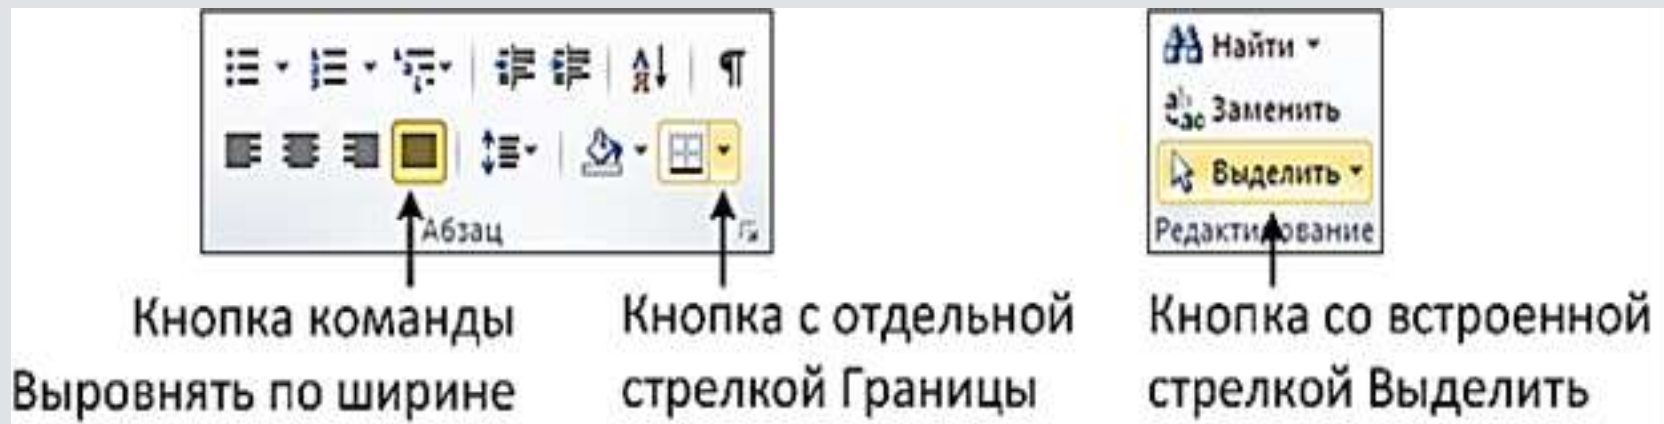 Найти
Заменить
Выделить
Абзац
Редактирование
Кнопка команды
Выровнять по ширине
Кнопка с отдельной
стрелкой Границы
Кнопка со встроенной
стрелкой Выделить